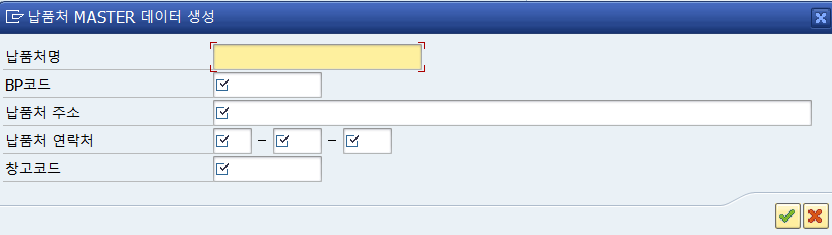 납품처 MASTER 데이터 생성
납품처명
BP코드
납품처 주소
납품처 연락처 – –
창고코드